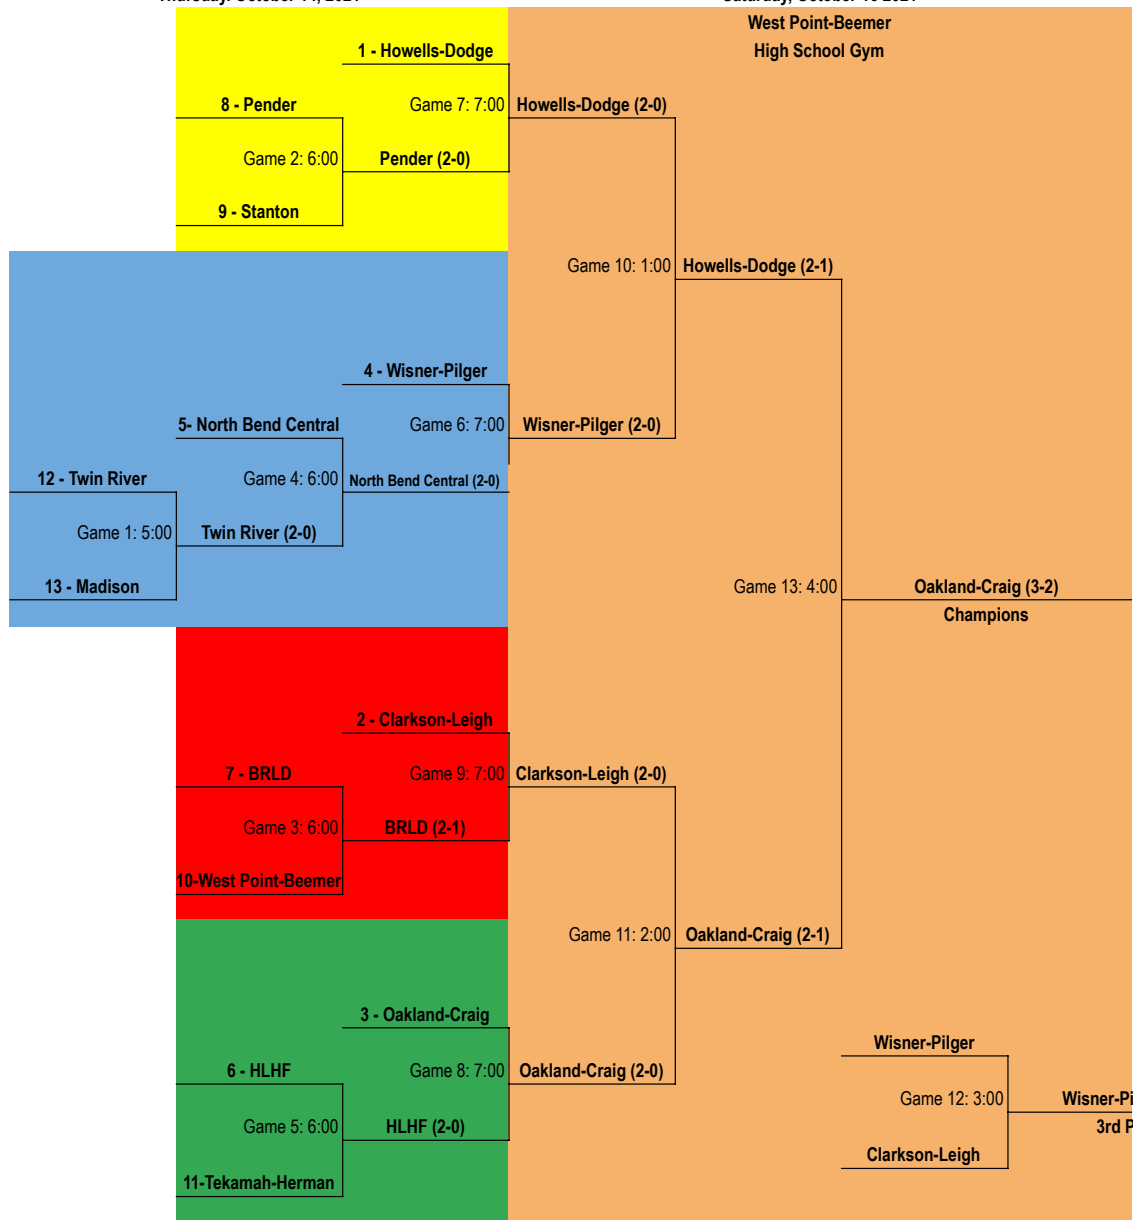 West Point-Beemer
High School Gym
1 - Howells-Dodge
8 - Pender
Game 7: 7:00
Howells-Dodge (2-0)
Game 2: 6:00
Pender (2-0)
9 - Stanton
Game 10: 1:00
Howells-Dodge (2-1)
4 - Wisner-Pilger
5- North Bend Central
Game 6: 7:00
Wisner-Pilger (2-0)
12 - Twin River
Game 4: 6:00
North Bend Central (2-0)
Game 1: 5:00
Twin River (2-0)
13 - Madison
Game 13: 4:00
Oakland-Craig (3-2)
Champions
2 - Clarkson-Leigh
7 - BRLD
Game 9: 7:00
Clarkson-Leigh (2-0)
Game 3: 6:00
BRLD (2-1)
10-West Point-Beemer
Game 11: 2:00
Oakland-Craig (2-1)
3 - Oakland-Craig
Wisner-Pilger
6 - HLHF
Game 8: 7:00
Oakland-Craig (2-0)
Game 12: 3:00
Wisner-Pi
3rd P
Game 5: 6:00
HLHF (2-0)
Clarkson-Leigh
11-Tekamah-Herman